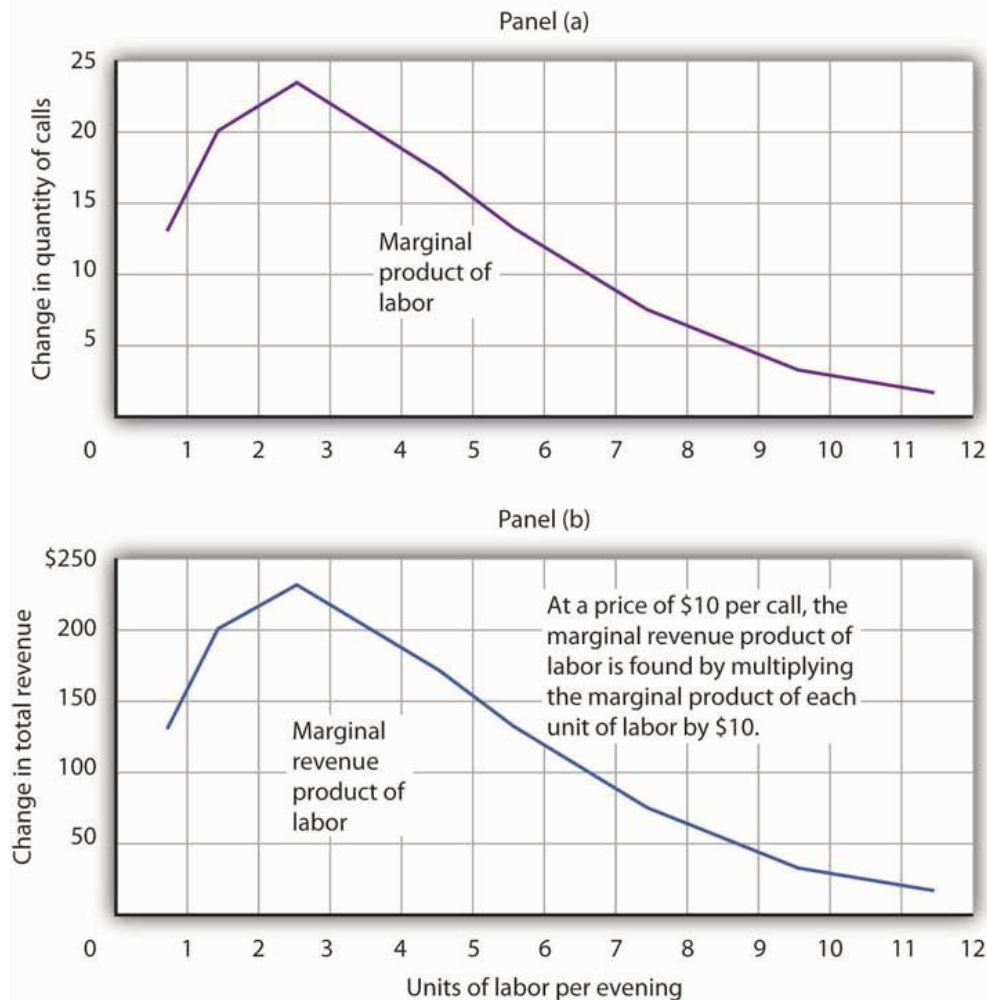 Panel (a)
Change in quantity of calls
25
20
15
10
5
Marginal
product of
labor
0 1 2 3 4 5 6 7 8 9 10 11 12
Panel (b)
Change in total revenue
$250
200
150
100
50
At a price of $10 per call, the
marginal revenue product of
labor is found by multiplying
the marginal product of each
unit of labor by $10.
Marginal
revenue
product of
labor
0 1 2 3 4 5 6 7 8 9 10 11 12
Units of labor per evening